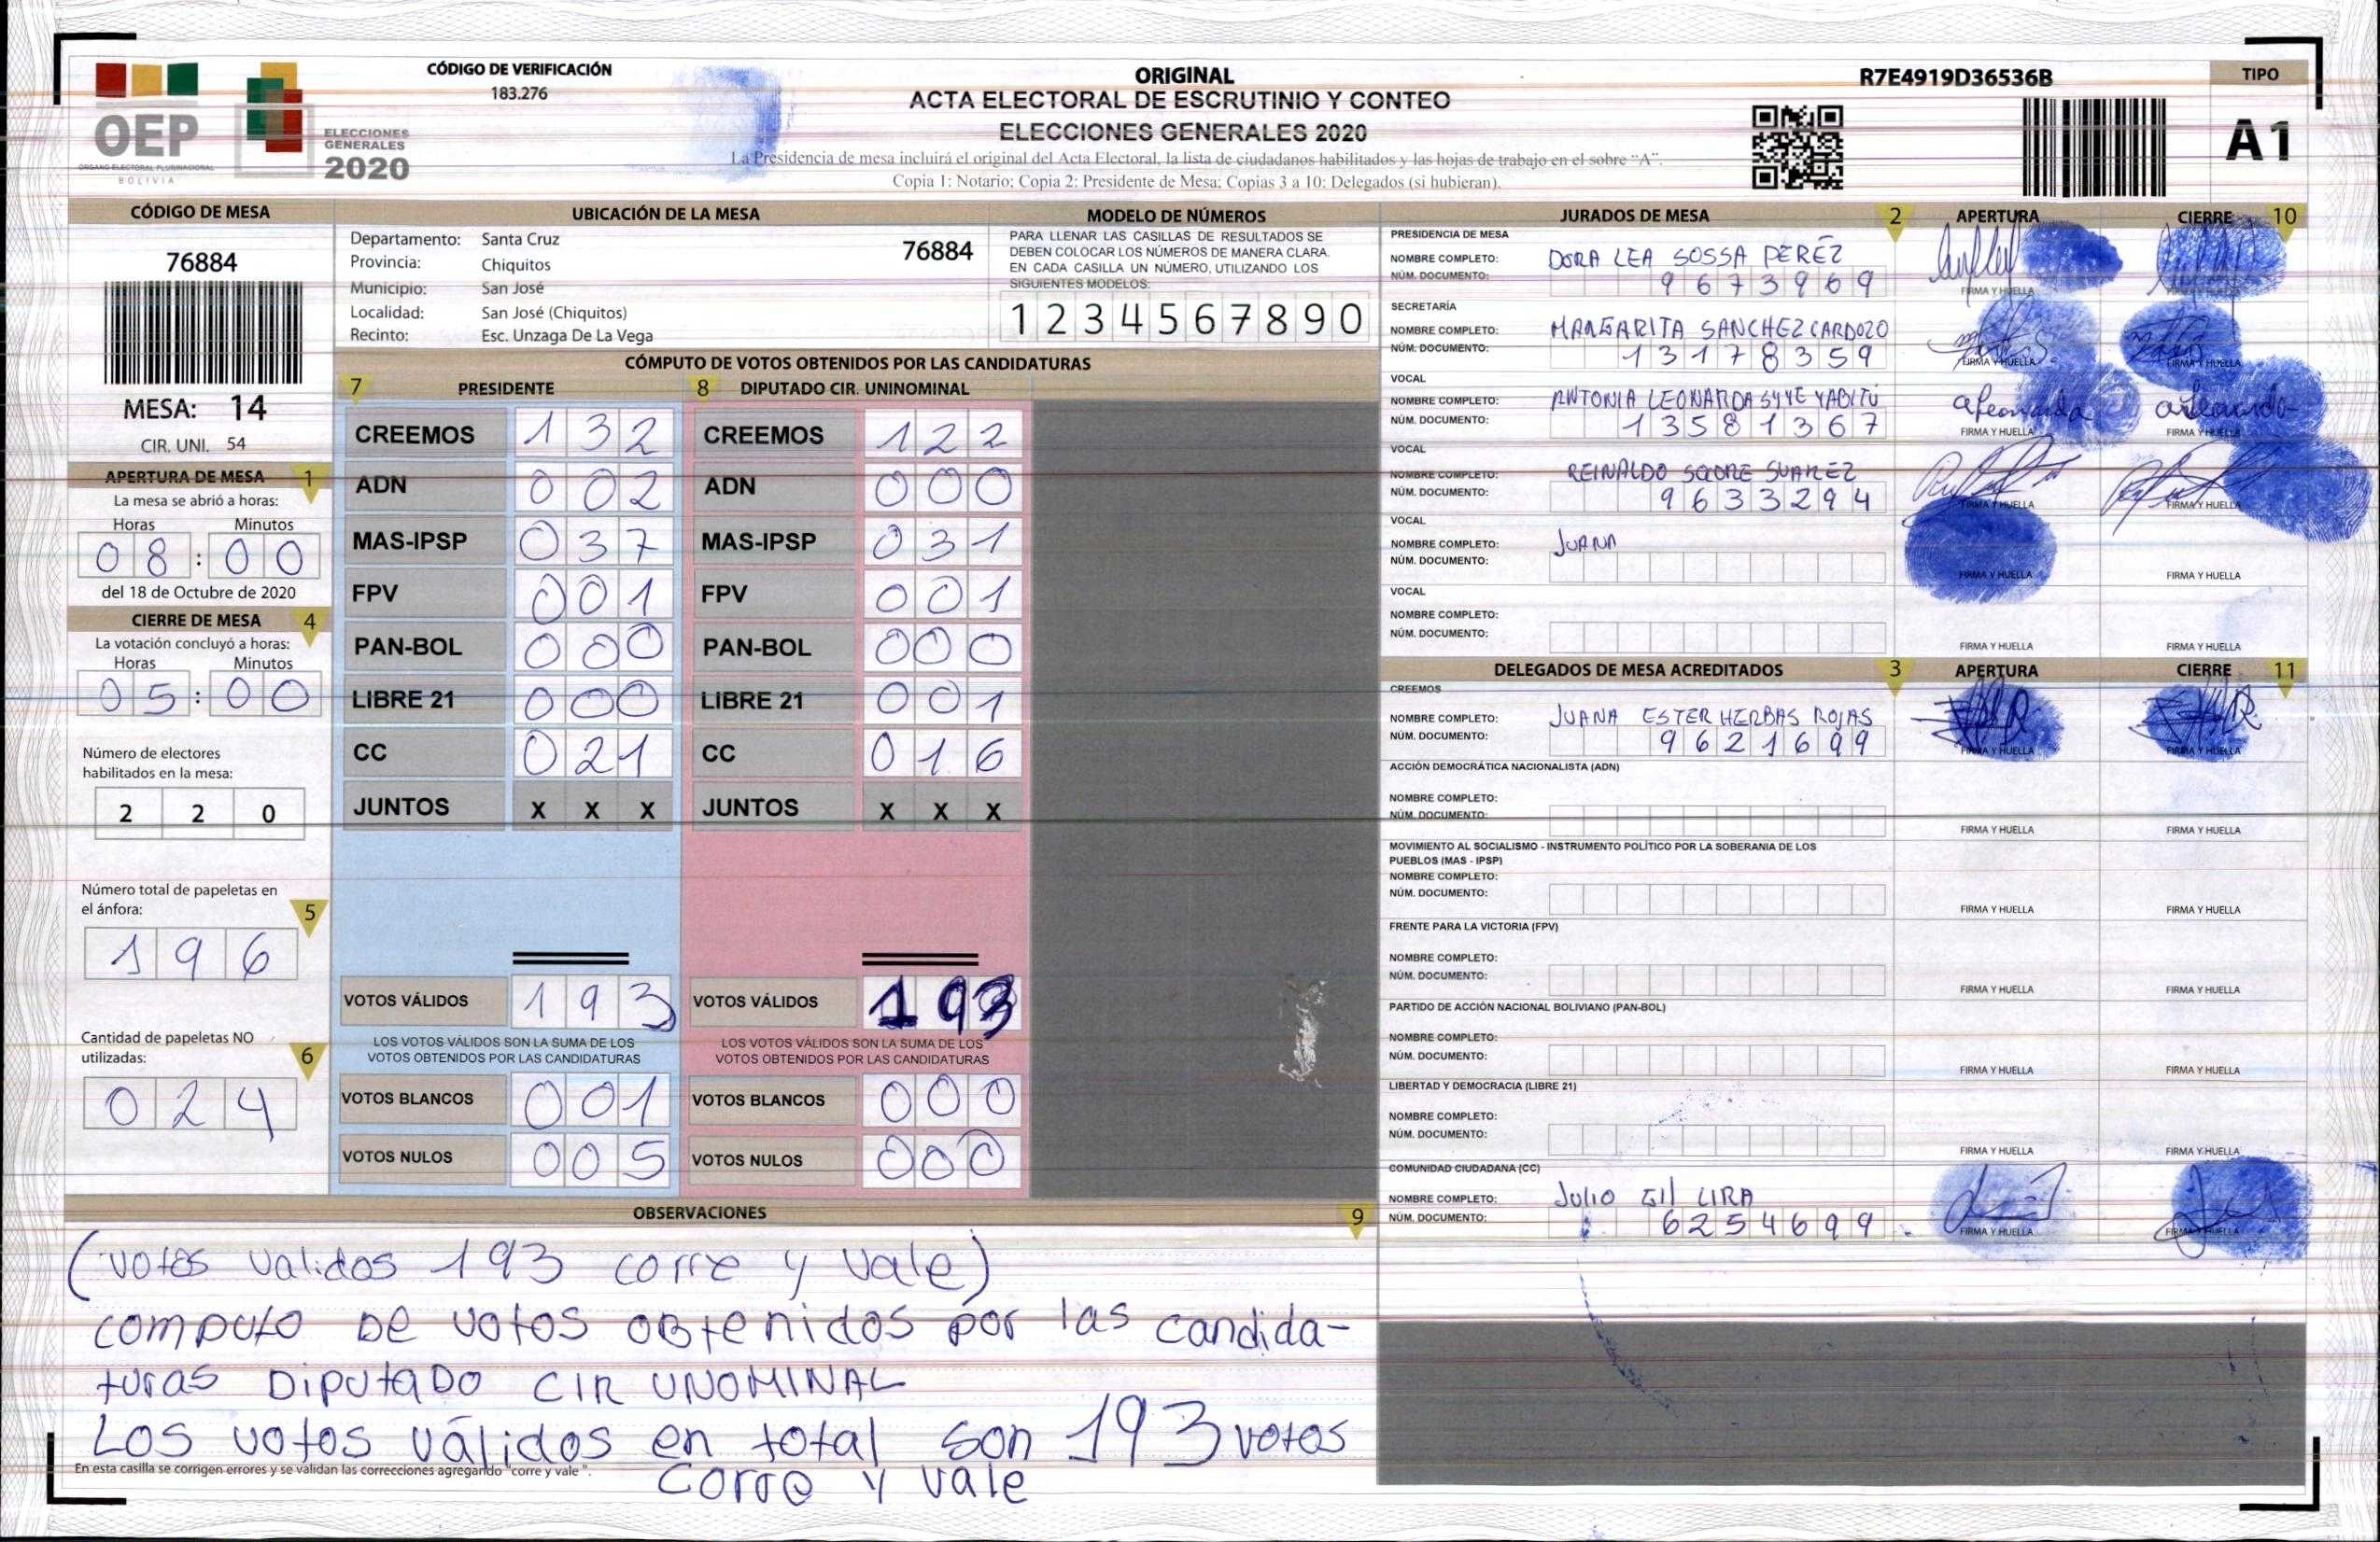 CÓDIGO DE VERIFICACIÓN
183.276
OEP
ORGANO ELECTORAL PLURINACIONAL
BOLIVIA
ELECCIONES
GENERALES
2020
ORIGINAL
ACTA ELECTORAL DE ESCRUTINIO Y CONTEO
ELECCIONES GENERALES 2020
La Presidencia de mesa incluirá el original del Acta Electoral, la lista de ciudadanos habilitados y las hojas de trabajo en el sobre "A".
Copia 1: Notario; Copia 2: Presidente de Mesa; Copias 3 a 10: Delegados (si hubieran).
R7E4919D36536B
TIPO
A1
CÓDIGO DE MESA
76884
MESA: 14
CIR. UNI. 54
APERTURA DE MESA 1
La mesa se abrió a horas:
Horas Minutos
08:00
del 18 de Octubre de 2020
CIERRE DE MESA 4
La votación concluyó a horas:
Horas Minutos
05:00
Número de electores
habilitados en la mesa:
2 2 0
Número total de papeletas en
el ánfora: 5
1 9 6
Cantidad de papeletas NO
utilizadas: 6
0 2 4
UBICACIÓN DE LA MESA
Departamento: Santa Cruz 76884
Provincia: Chiquitos
Municipio: San José
Localidad: San José (Chiquitos)
Recinto: Esc. Unzaga De La Vega
MODELO DE NÚMEROS
PARA LLENAR LAS CASILLAS DE RESULTADOS SE
DEBEN COLOCAR LOS NÚMEROS DE MANERA CLARA.
EN CADA CASILLA UN NÚMERO, UTILIZANDO LOS
SIGUIENTES MODELOS:
1 2 3 4 5 6 7 8 9 0
CÓMPUTO DE VOTOS OBTENIDOS POR LAS CANDIDATURAS
7 PRESIDENTE 8 DIPUTADO CIR. UNINOMINAL
CREEMOS 1 3 2 CREEMOS 1 2 2
ADN 0 0 2 ADN 0 0 0
MAS-IPSP 0 3 7 MAS-IPSP 0 3 1
FPV 0 0 1 FPV 0 0 1
PAN-BOL 0 0 0 PAN-BOL 0 0 0
LIBRE 21 0 0 0 LIBRE 21 0 0 1
CC 0 2 1 CC 0 1 6
JUNTOS X X X JUNTOS X X X
VOTOS VÁLIDOS 1 9 3 VOTOS VÁLIDOS 1 9 3
LOS VOTOS VÁLIDOS SON LA SUMA DE LOS LOS VOTOS VÁLIDOS SON LA SUMA DE LOS
VOTOS OBTENIDOS POR LAS CANDIDATURAS VOTOS OBTENIDOS POR LAS CANDIDATURAS
VOTOS BLANCOS 0 0 1 VOTOS BLANCOS 0 0 0
VOTOS NULOS 0 0 5 VOTOS NULOS 0 0 0
OBSERVACIONES 9
(votos validos 193 corre y vale)
computo de votos obtenidos por las candida-
turas Diputado CIR UNOMINAL
Los votos válidos en total son 193 votos
corre y vale
En esta casilla se corrigen errores y se validan las correcciones agregando "corre y vale".
JURADOS DE MESA 2 APERTURA CIERRE 10
PRESIDENCIA DE MESA
NOMBRE COMPLETO: DORA LEA SOSSA PEREZ
NÚM. DOCUMENTO: 9673969
FIRMA Y HUELLA
SECRETARÍA
NOMBRE COMPLETO: MARGARITA SANCHEZ CARDOZO
NÚM. DOCUMENTO: 13178359
FIRMA Y HUELLA FIRMA Y HUELLA
VOCAL
NOMBRE COMPLETO: ANTONIA LEONARDA
NÚM. DOCUMENTO: 13581367
FIRMA Y HUELLA FIRMA Y HUELLA
VOCAL
NOMBRE COMPLETO: REINALDO SUAREZ
NÚM. DOCUMENTO: 9633294
FIRMA Y HUELLA FIRMA Y HUELLA
VOCAL
NOMBRE COMPLETO: JUANA
NÚM. DOCUMENTO:
FIRMA Y HUELLA FIRMA Y HUELLA
VOCAL
NOMBRE COMPLETO:
NÚM. DOCUMENTO:
FIRMA Y HUELLA FIRMA Y HUELLA
DELEGADOS DE MESA ACREDITADOS 3 APERTURA CIERRE 11
CREEMOS
NOMBRE COMPLETO: JUANA ESTER HERBAS ROJAS
NÚM. DOCUMENTO: 9621699
FIRMA Y HUELLA FIRMA Y HUELLA
ACCIÓN DEMOCRÁTICA NACIONALISTA (ADN)
NOMBRE COMPLETO:
NÚM. DOCUMENTO:
FIRMA Y HUELLA FIRMA Y HUELLA
MOVIMIENTO AL SOCIALISMO - INSTRUMENTO POLÍTICO POR LA SOBERANIA DE LOS
PUEBLOS (MAS - IPSP)
NOMBRE COMPLETO:
NÚM. DOCUMENTO:
FIRMA Y HUELLA FIRMA Y HUELLA
FRENTE PARA LA VICTORIA (FPV)
NOMBRE COMPLETO:
NÚM. DOCUMENTO:
FIRMA Y HUELLA FIRMA Y HUELLA
PARTIDO DE ACCIÓN NACIONAL BOLIVIANO (PAN-BOL)
NOMBRE COMPLETO:
NÚM. DOCUMENTO:
FIRMA Y HUELLA FIRMA Y HUELLA
LIBERTAD Y DEMOCRACIA (LIBRE 21)
NOMBRE COMPLETO:
NÚM. DOCUMENTO:
FIRMA Y HUELLA FIRMA Y HUELLA
COMUNIDAD CIUDADANA (CC)
NOMBRE COMPLETO: Julio Gil LIRA
NÚM. DOCUMENTO: 6254699
FIRMA Y HUELLA FIRMA Y HUELLA